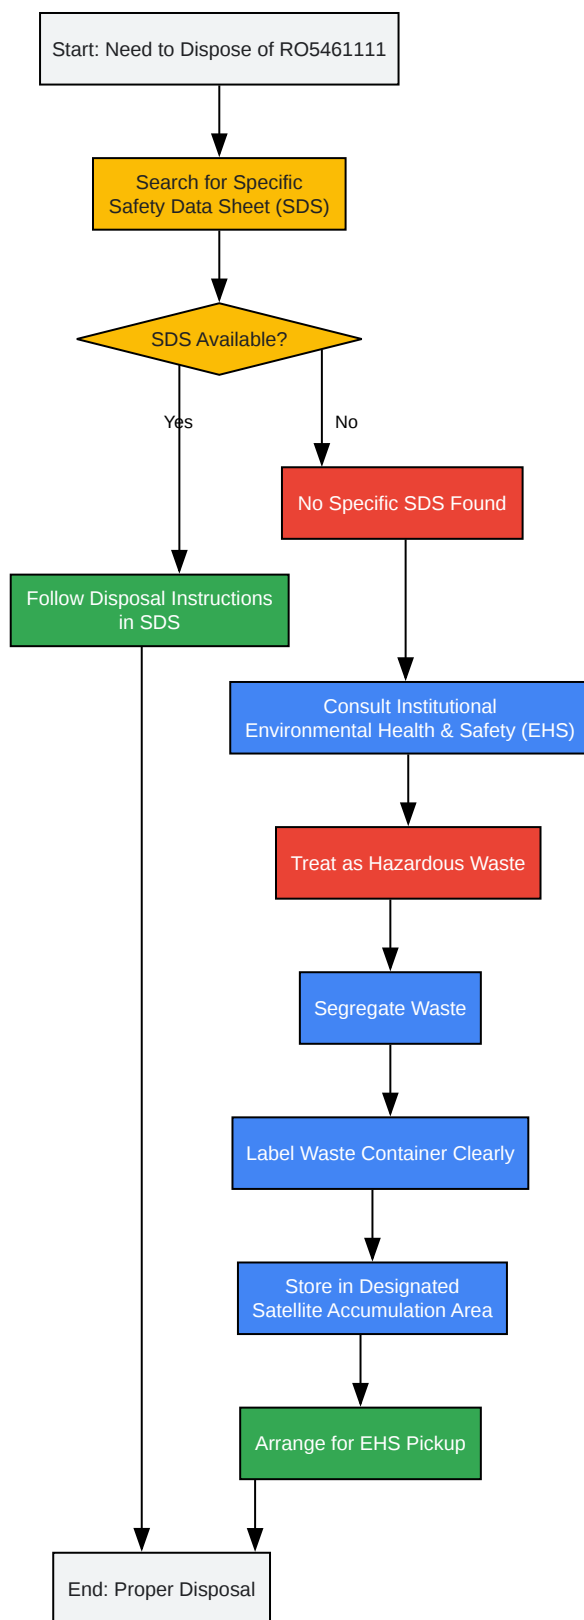 Start: Need to Dispose of RO5461111
Search for Specific
Safety Data Sheet (SDS)
SDS Available?
Yes
No
No Specific SDS Found
Follow Disposal Instructions
in SDS
Consult Institutional
Environmental Health & Safety (EHS)
Treat as Hazardous Waste
Segregate Waste
Label Waste Container Clearly
Store in Designated
Satellite Accumulation Area
Arrange for EHS Pickup
End: Proper Disposal